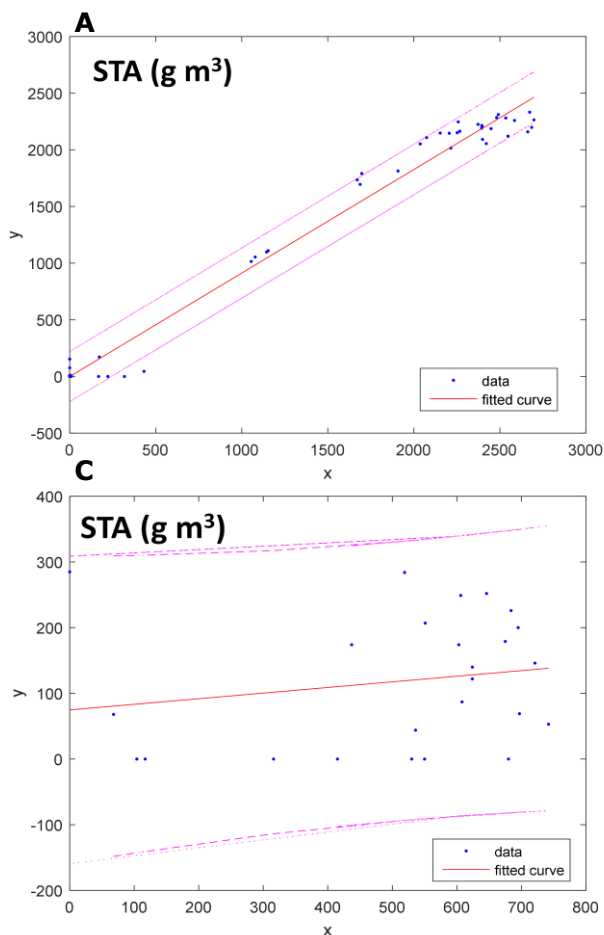 A
STA (g m³)
3000
2500
2000
1500
1000
500
0
-500
y
0 500 1000 1500 2000 2500 3000
x
data
fitted curve
C
STA (g m³)
400
300
200
100
0
-100
-200
y
0 100 200 300 400 500 600 700 800
x
data
fitted curve